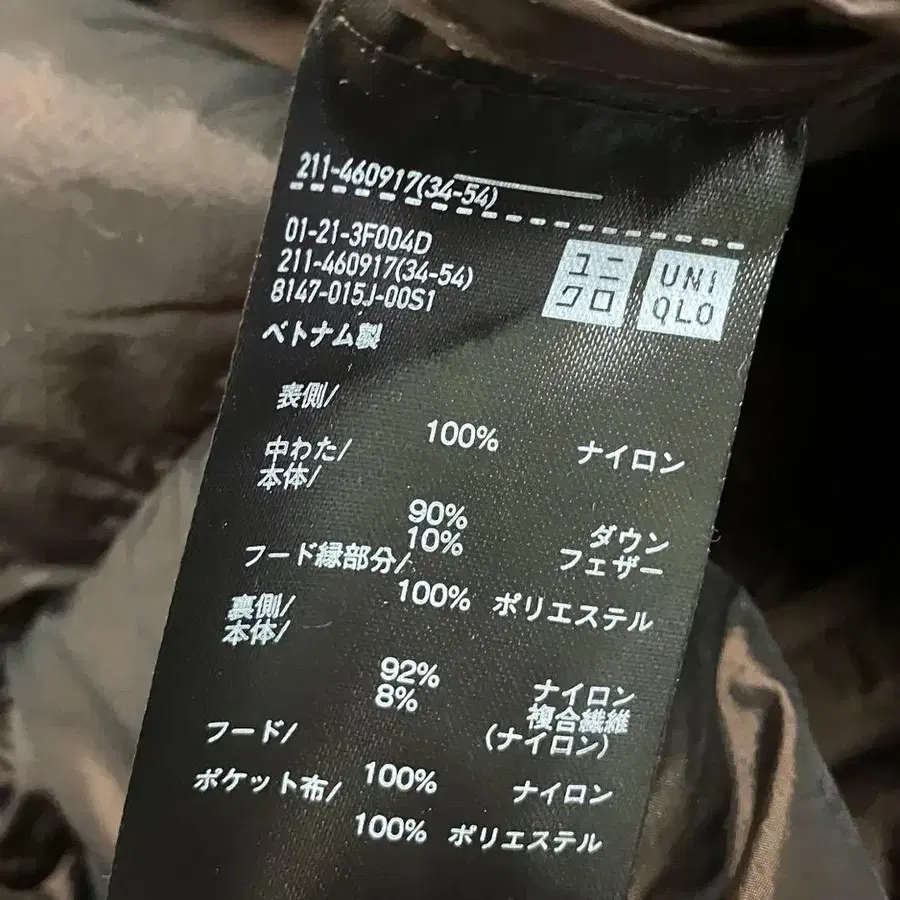 211-460917(34-54)
01-21-3F004D
211-460917(34-54)
8147-015J-00S1
ユニ
クロ
UNI
QLO
ベトナム製
表側/
100% ナイロン
中わた/
本体/
90% ダウン
10% フェザー
フード縁部分/
100% ポリエステル
裏側/
本体/
92% ナイロン
8% 複合繊維
(ナイロン)
フード/
100% ナイロン
ポケット布/
100% ポリエステル